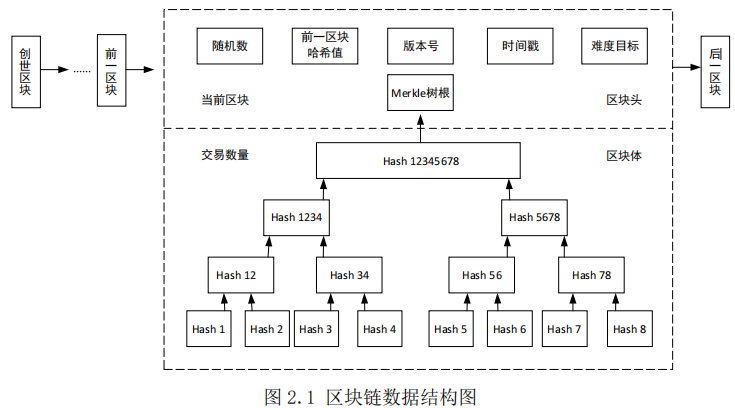 创世区块
......
前一区块
随机数
前一区块
哈希值
版本号
时间戳
难度目标
后一区块
当前区块
Merkle树根
区块头
交易数量
Hash 12345678
区块体
Hash 1234
Hash 5678
Hash 12
Hash 34
Hash 56
Hash 78
Hash 1
Hash 2
Hash 3
Hash 4
Hash 5
Hash 6
Hash 7
Hash 8
图 2.1 区块链数据结构图